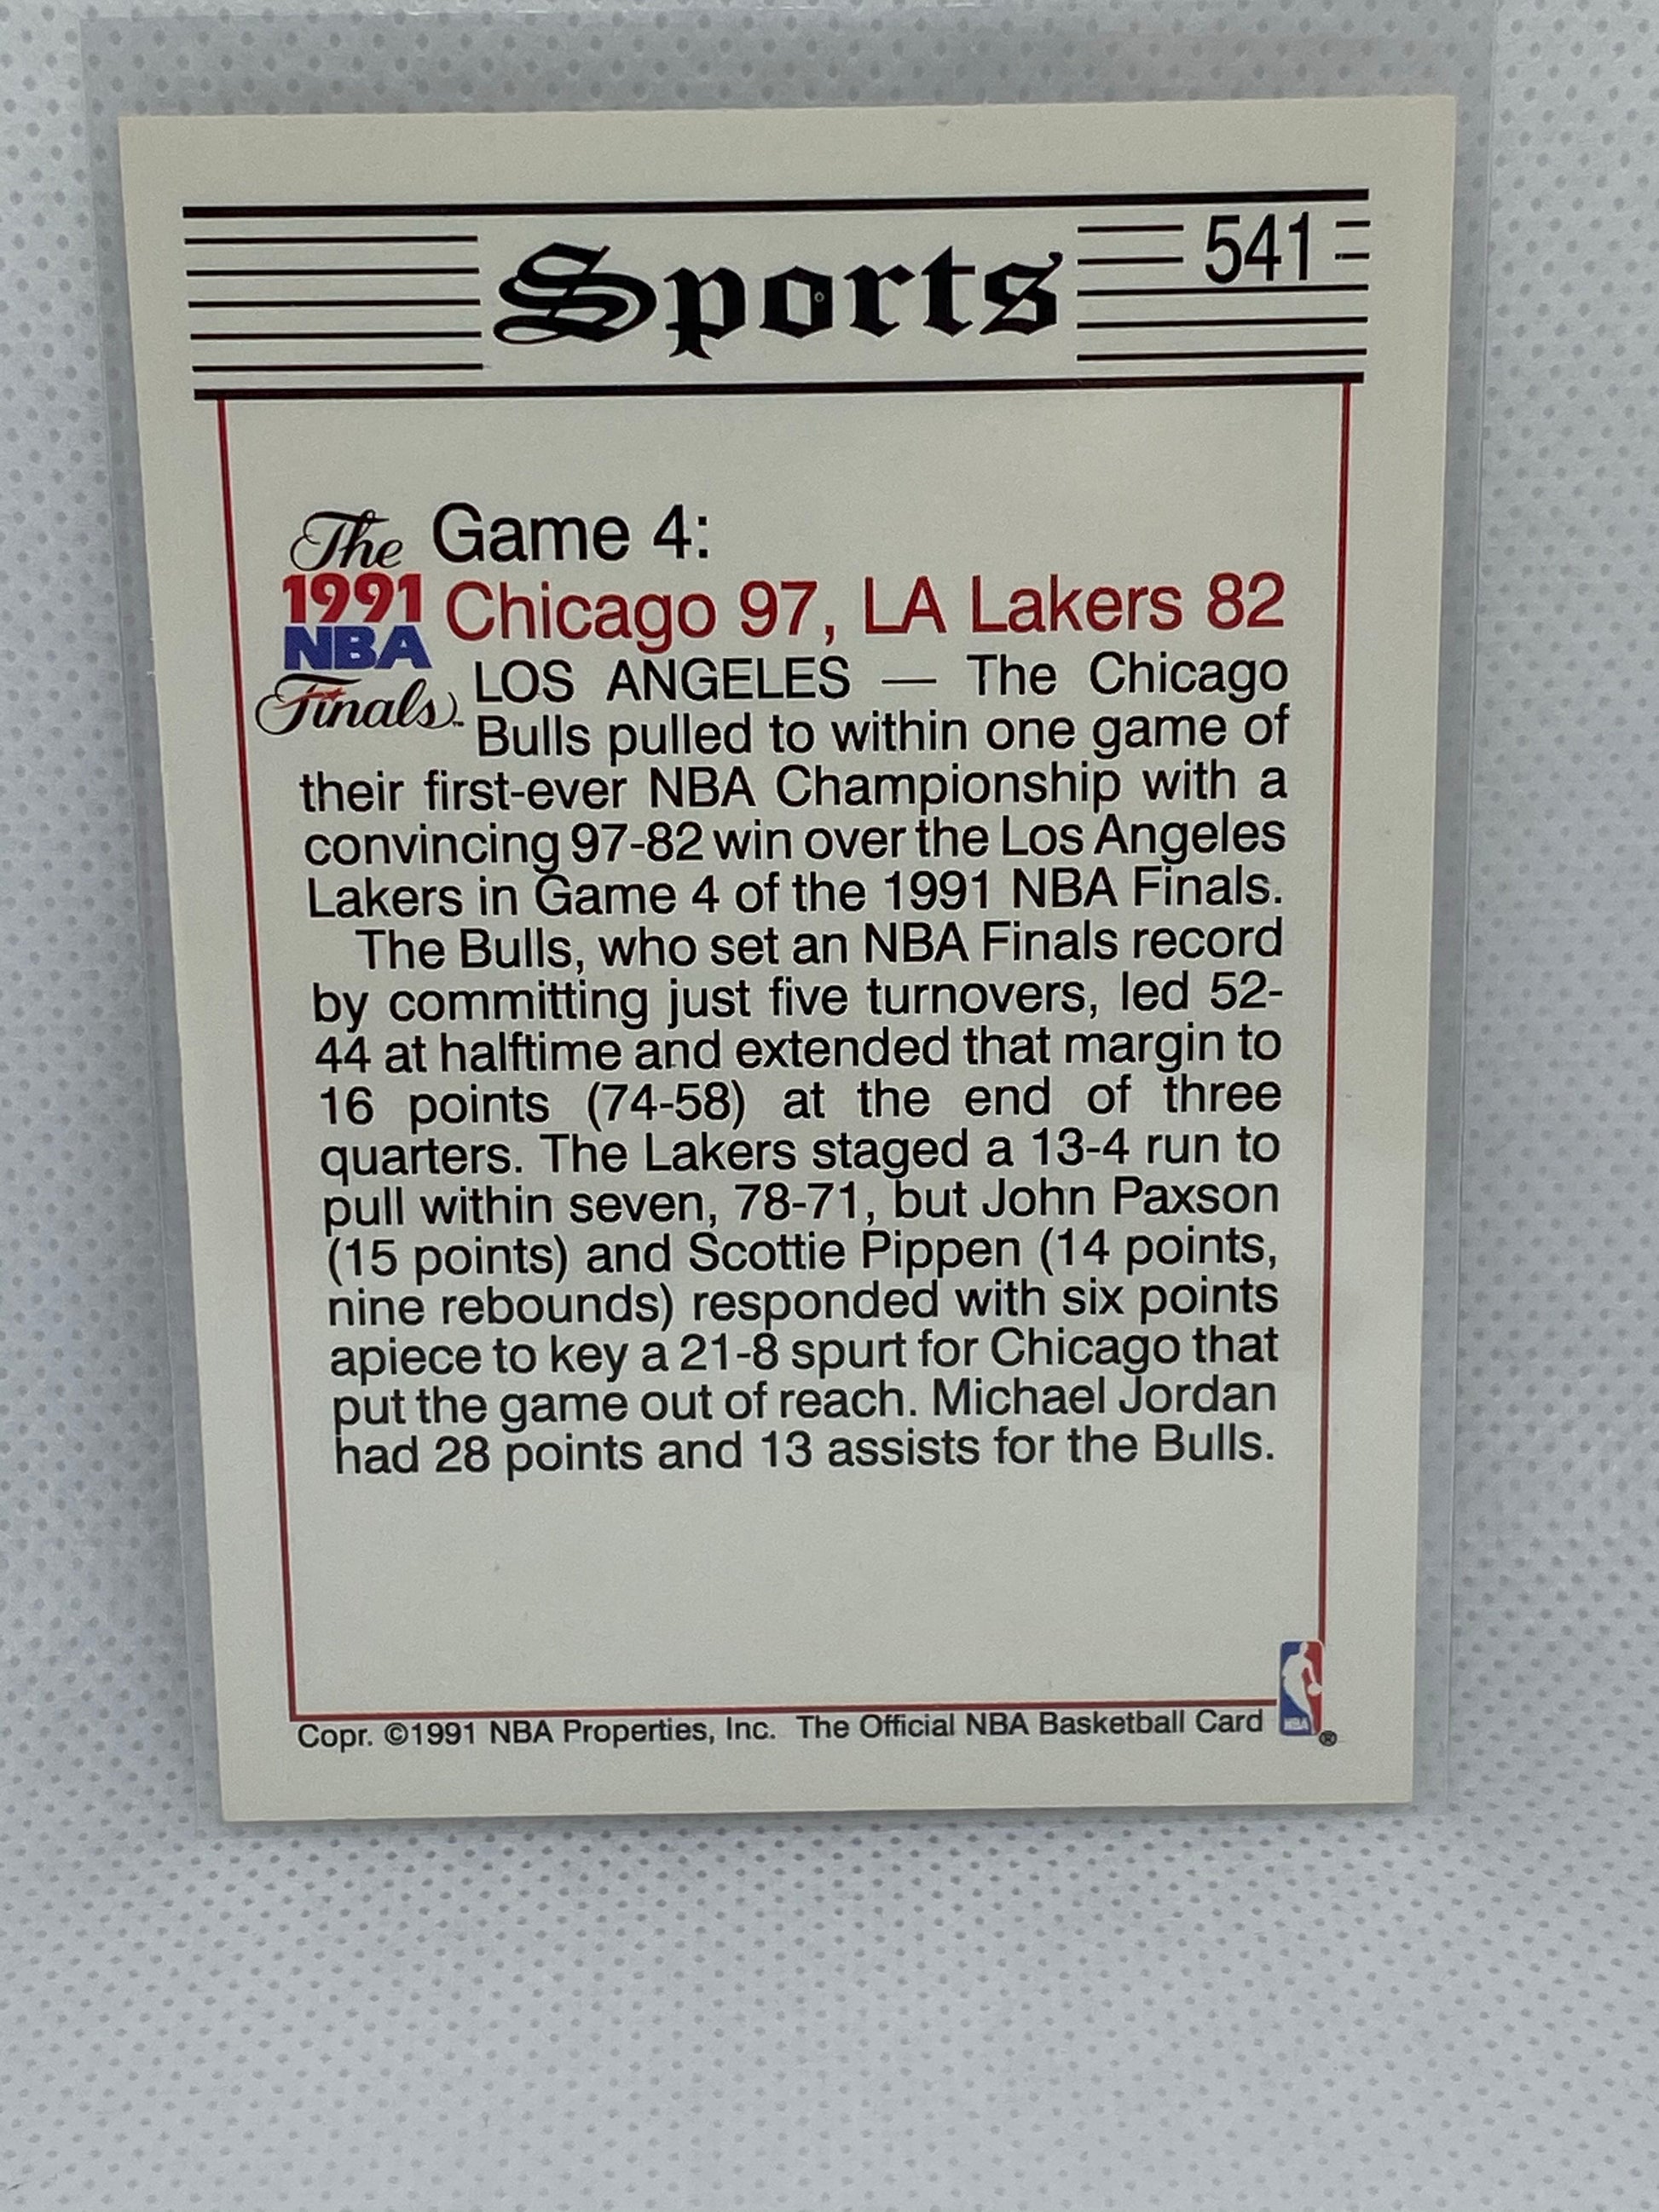 Sports
541
The
1991
NBA
Finals™
Game 4:
Chicago 97, LA Lakers 82
LOS ANGELES — The Chicago
Bulls pulled to within one game of
their first-ever NBA Championship with a
convincing 97-82 win over the Los Angeles
Lakers in Game 4 of the 1991 NBA Finals.
The Bulls, who set an NBA Finals record
by committing just five turnovers, led 52-
44 at halftime and extended that margin to
16 points (74-58) at the end of three
quarters. The Lakers staged a 13-4 run to
pull within seven, 78-71, but John Paxson
(15 points) and Scottie Pippen (14 points,
nine rebounds) responded with six points
apiece to key a 21-8 spurt for Chicago that
put the game out of reach. Michael Jordan
had 28 points and 13 assists for the Bulls.
Copr. ©1991 NBA Properties, Inc. The Official NBA Basketball Card
NBA ®